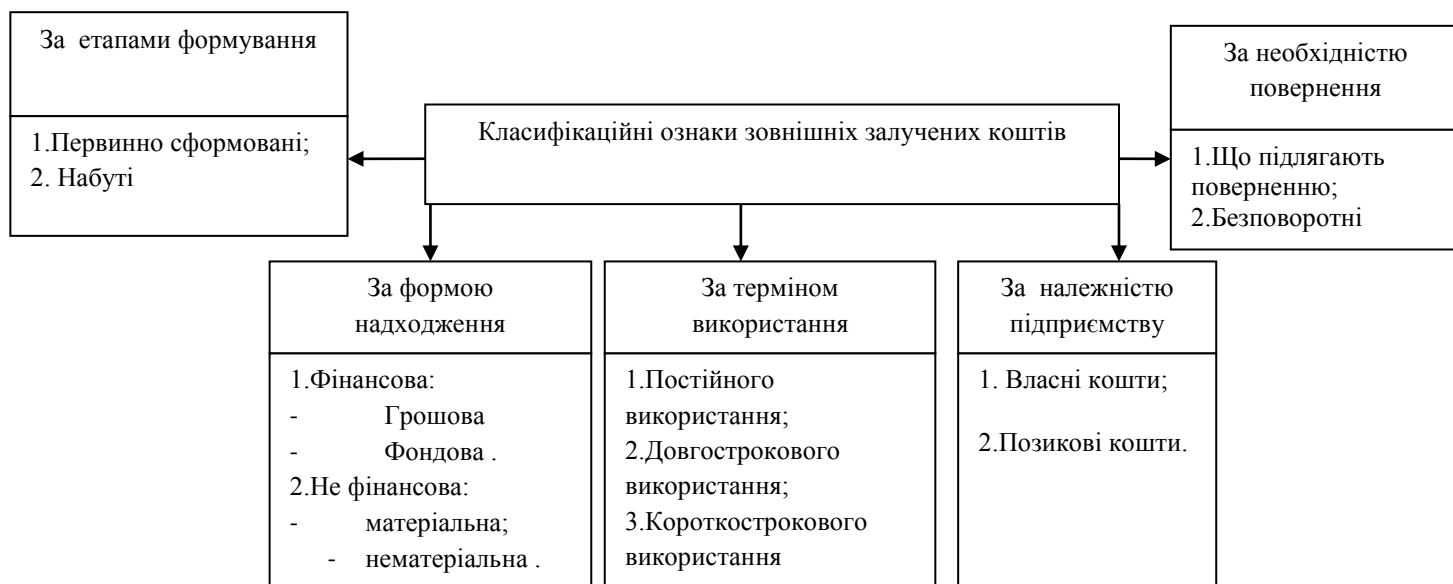 За етапами формування
1.Первинно сформовані;
2. Набуті
Класифікаційні ознаки зовнішніх залучених коштів
За необхідністю
повернення
1.Що підлягають
поверненню;
2.Безповоротні
За формою
надходження
1.Фінансова:
- Грошова
- Фондова .
2.Не фінансова:
- матеріальна;
- нематеріальна .
За терміном
використання
1.Постійного
використання;
2.Довгострокового
використання;
3.Короткострокового
використання
За належністю
підприємству
1. Власні кошти;
2.Позикові кошти.